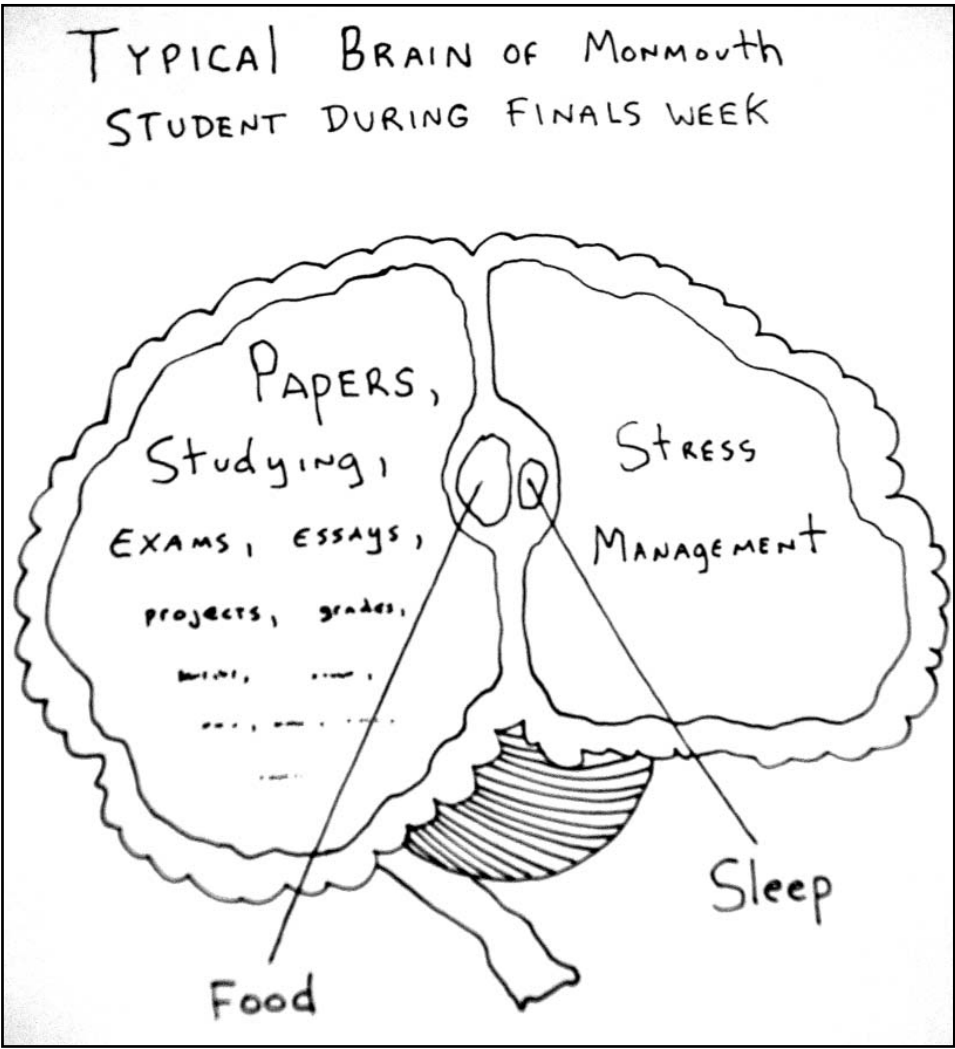 Typical Brain of Monmouth
Student During Finals Week
Papers,
Studying,
Exams, Essays,
projects, grades,
Stress
Management
Sleep
Food